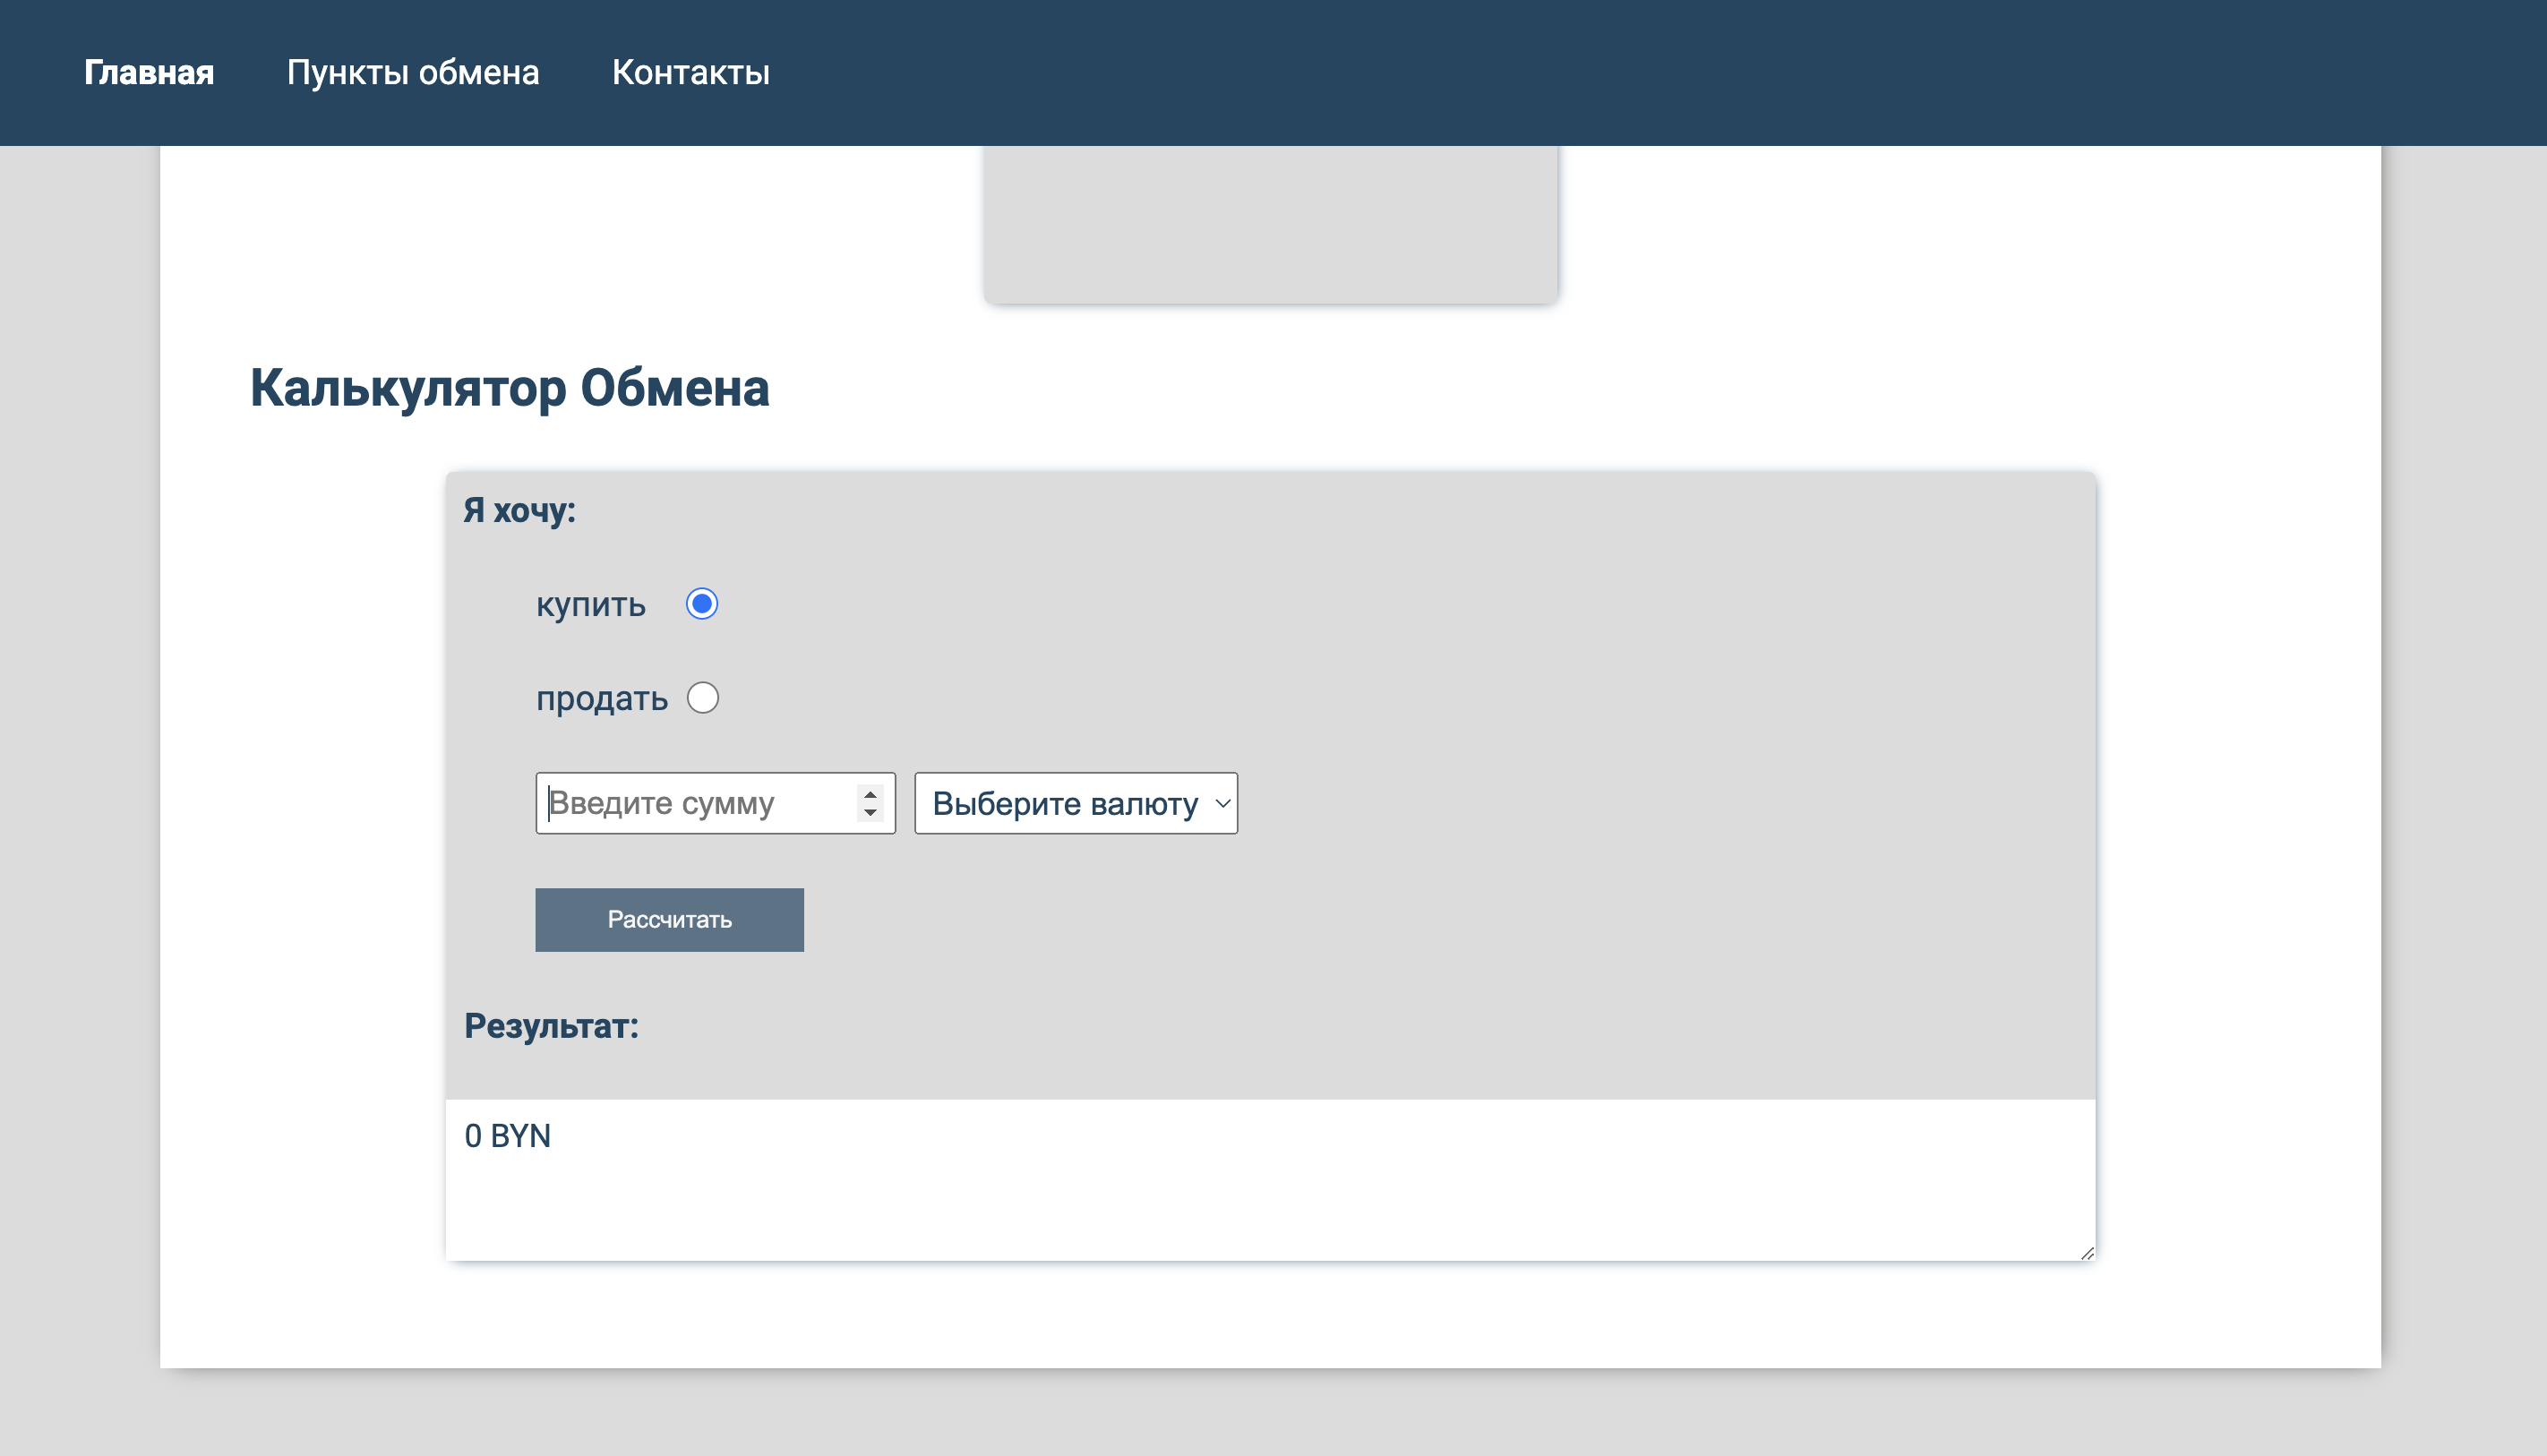 Главная Пункты обмена Контакты
Калькулятор Обмена
Я хочу:
купить
продать
Введите сумму Выберите валюту
Рассчитать
Результат:
0 BYN